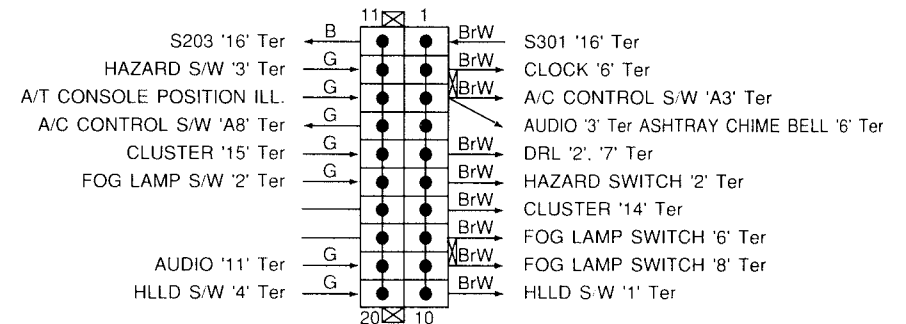 11 1
S203 '16' Ter B BrW S301 '16' Ter
HAZARD S/W '3' Ter G BrW CLOCK '6' Ter
A/T CONSOLE POSITION ILL. G BrW A/C CONTROL S/W 'A3' Ter
A/C CONTROL S/W 'A8' Ter G AUDIO '3' Ter ASHTRAY CHIME BELL '6' Ter
CLUSTER '15' Ter G BrW DRL '2', '7' Ter
FOG LAMP S/W '2' Ter G BrW HAZARD SWITCH '2' Ter
BrW CLUSTER '14' Ter
BrW FOG LAMP SWITCH '6' Ter
AUDIO '11' Ter G BrW FOG LAMP SWITCH '8' Ter
HLLD S/W '4' Ter G BrW HLLD S/W '1' Ter
20 10